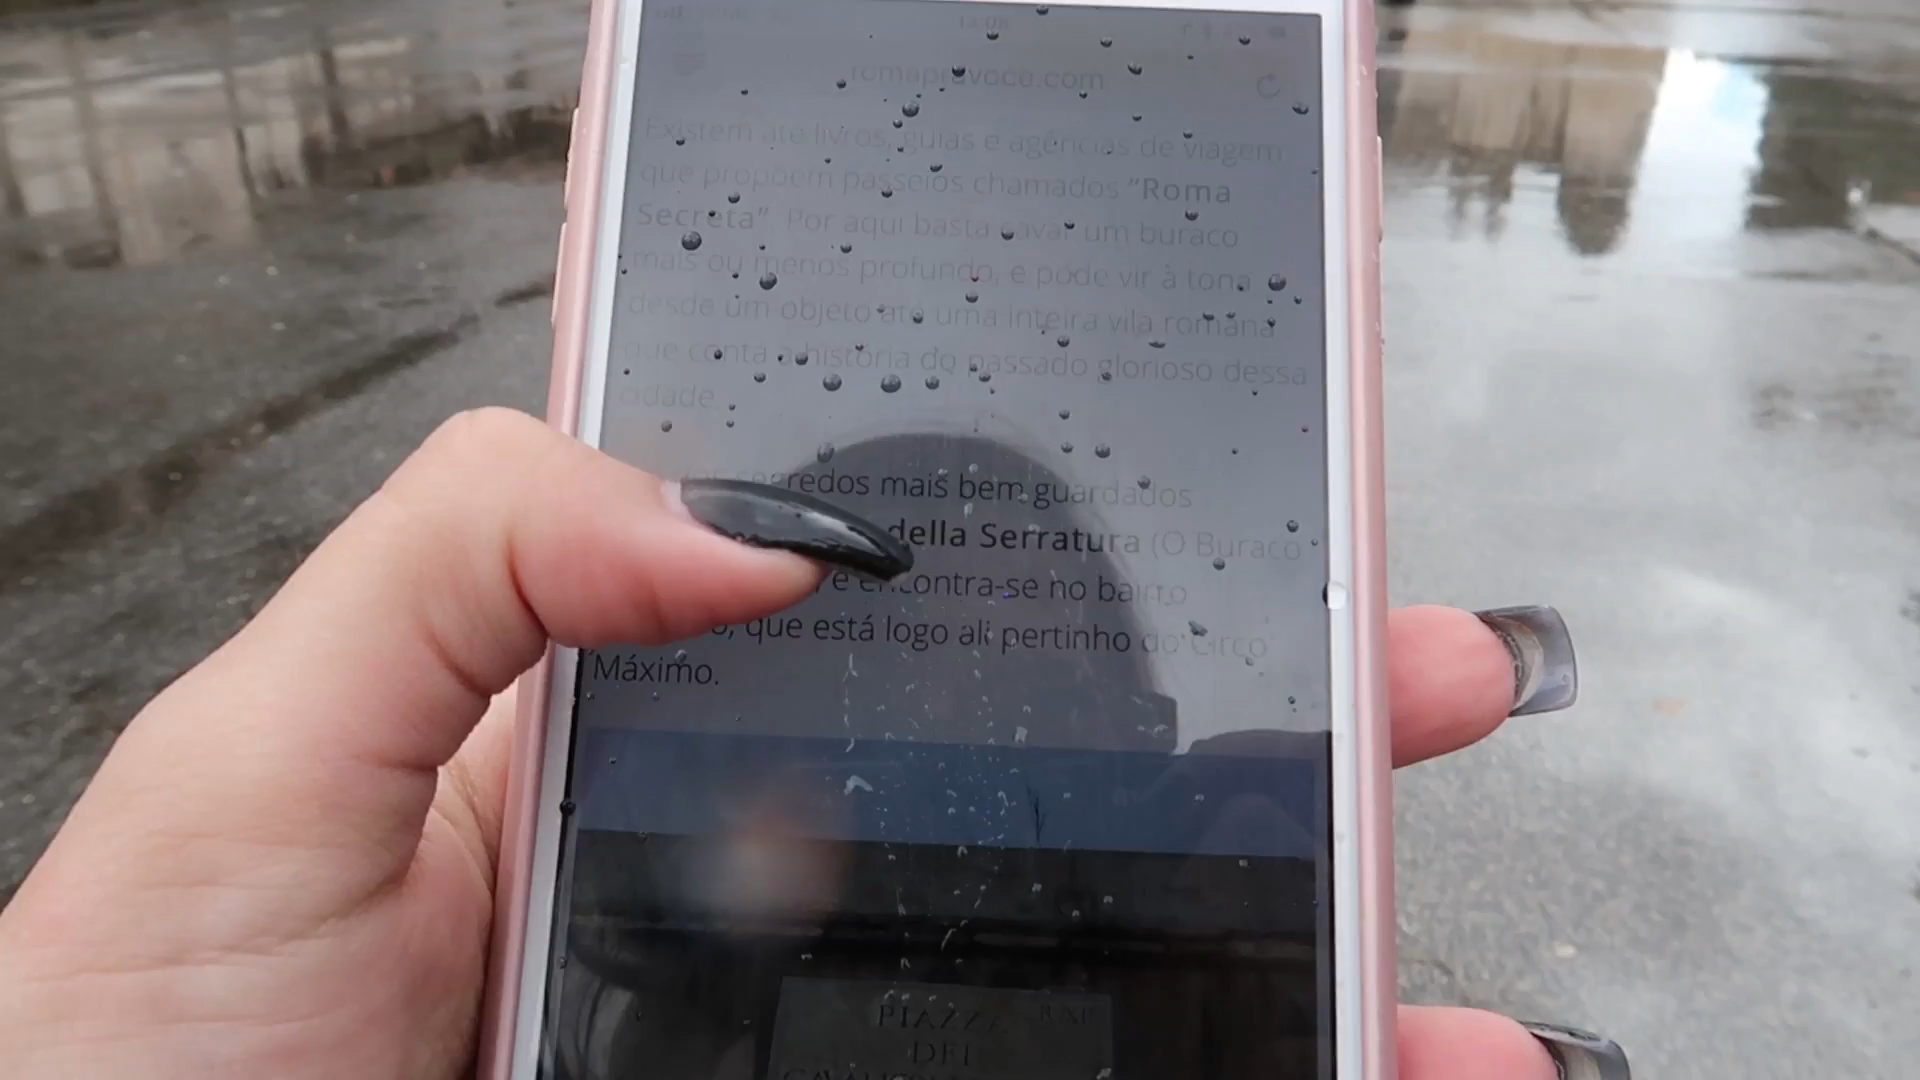 romapravoce.com
Existem até livros, guias e agências de viagem
que propõem passeios chamados “Roma
Secreta”. Por aqui basta cavar um buraco
mais ou menos profundo, e pode vir à tona
desde um objeto até uma inteira vila romana
que conta a história do passado glorioso dessa
cidade.
segredos mais bem guardados
della Serratura (O Buraco
e encontra-se no bairro
que está logo ali pertinho do Circo
Máximo.
PIAZZA
DEI